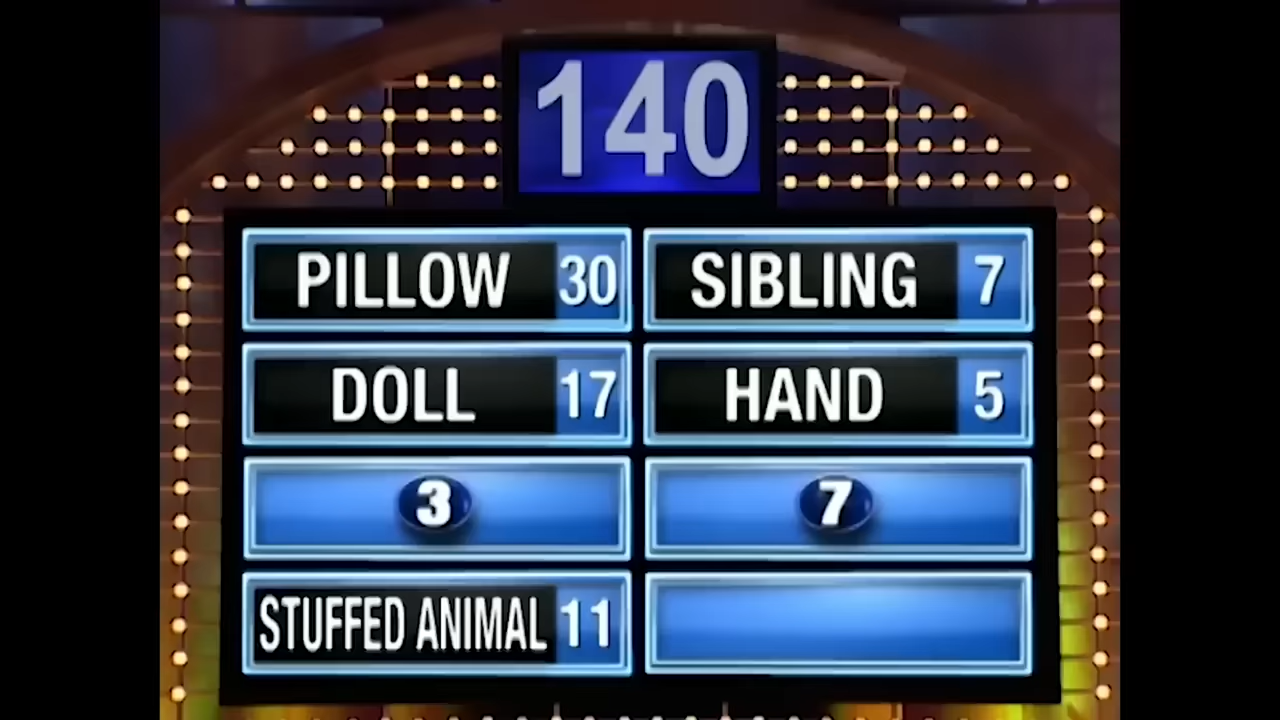 140
PILLOW 30
SIBLING 7
DOLL 17
HAND 5
3
7
STUFFED ANIMAL 11